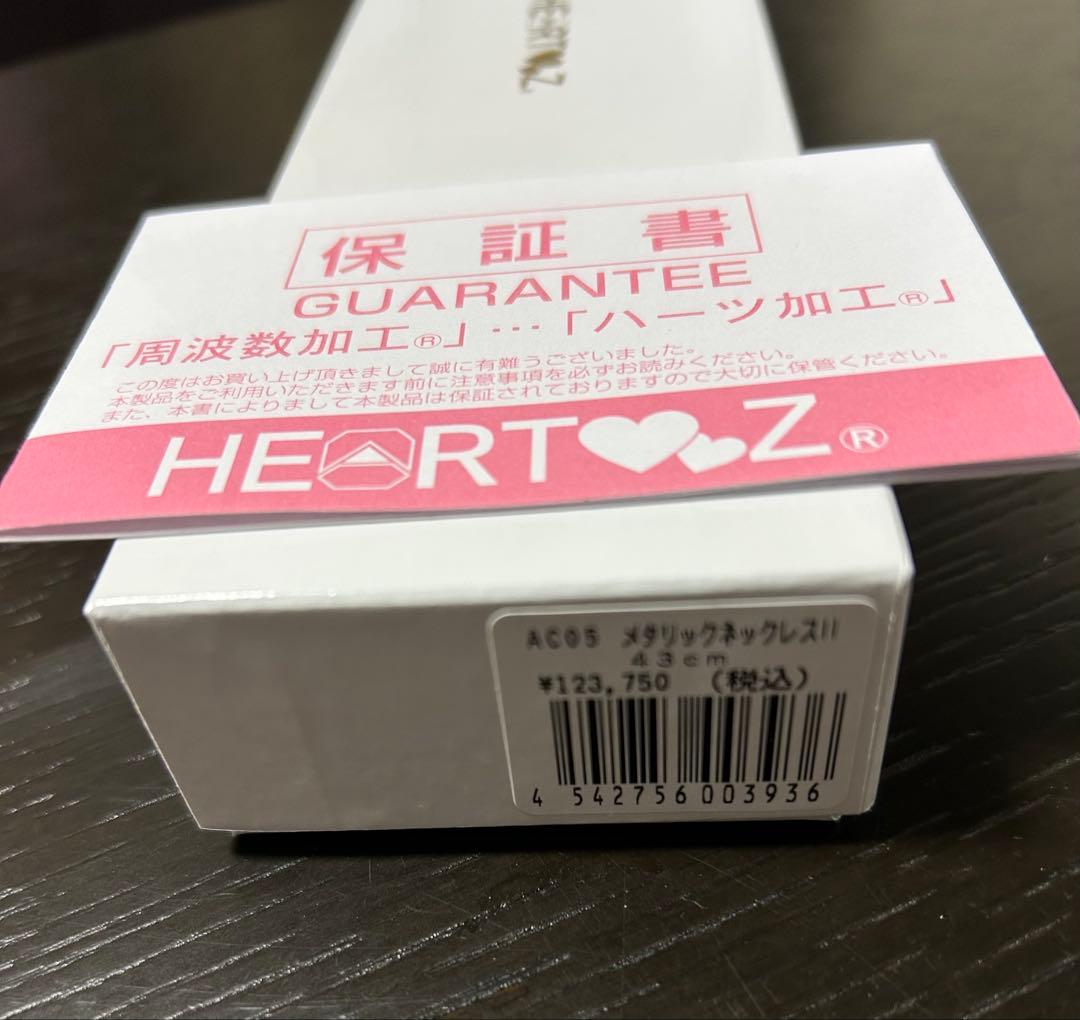 HEART Z
保証書
GUARANTEE
「周波数加工®」…「ハーツ加工®」
この度はお買い上げ頂きまして誠に有難うございました。
本製品をご利用いただきます前に注意事項を必ずお読みください。
また、本書によりまして本製品は保証されておりますので大切に保管ください。
HEART Z®
AC05 メタリックネックレスII
43cm
¥123,750 (税込)
4 542756 003936